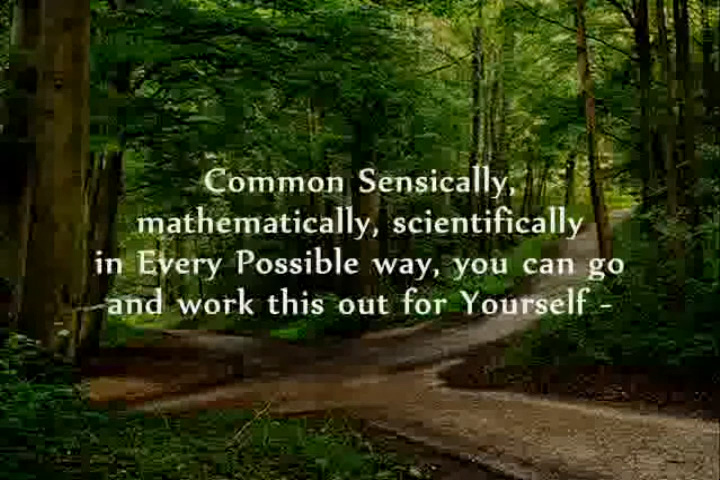 Common Sensically,
mathematically, scientifically
in Every Possible way, you can go
and work this out for Yourself -